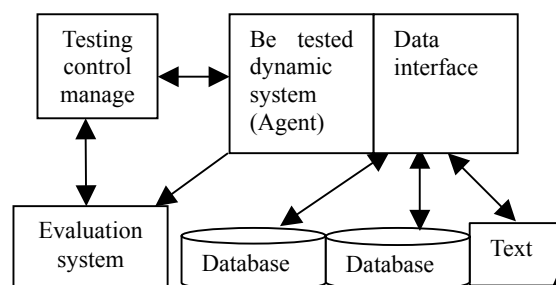 Testing
control
manage
Be tested
dynamic
system
(Agent)
Data
interface
Evaluation
system
Database
Database
Text